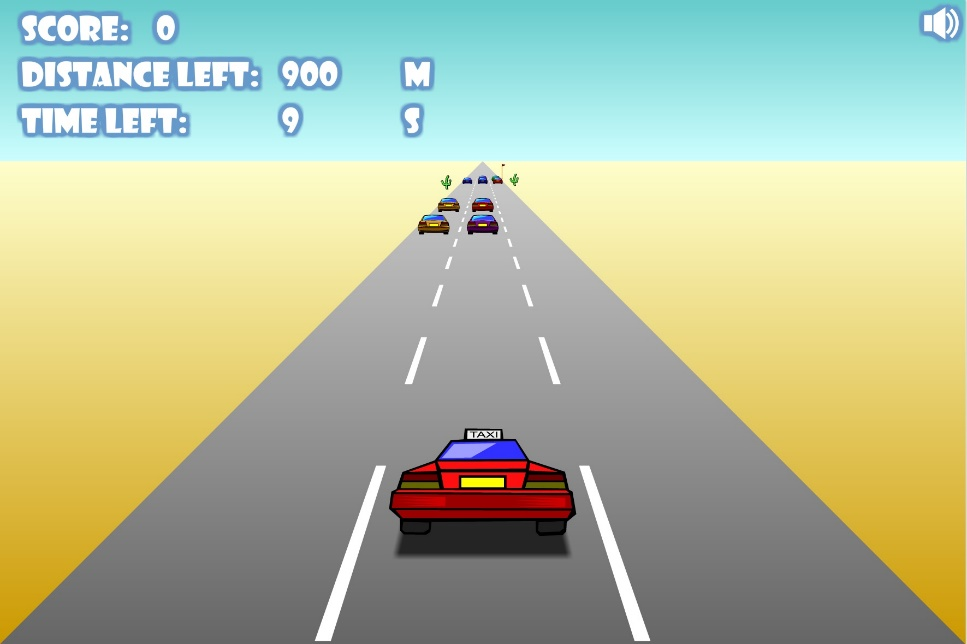 SCORE: 0
DISTANCE LEFT: 900 M
TIME LEFT: 9 S
TAXI